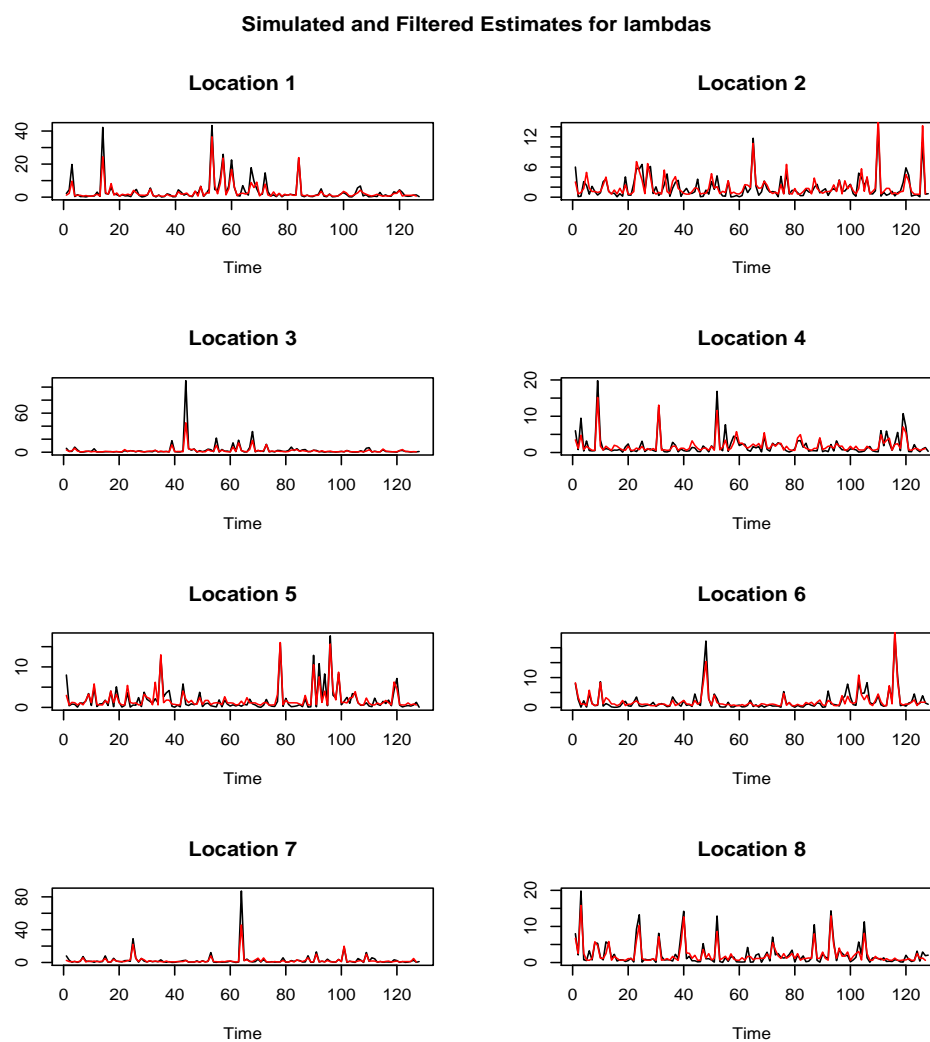 Simulated and Filtered Estimates for lambdas
Location 1
40
20
0
0 20 40 60 80 100 120
Time
Location 2
12
6
0
0 20 40 60 80 100 120
Time
Location 3
60
0
0 20 40 60 80 100 120
Time
Location 4
20
10
0
0 20 40 60 80 100 120
Time
Location 5
10
0
0 20 40 60 80 100 120
Time
Location 6
10
0
0 20 40 60 80 100 120
Time
Location 7
80
40
0
0 20 40 60 80 100 120
Time
Location 8
20
10
0
0 20 40 60 80 100 120
Time